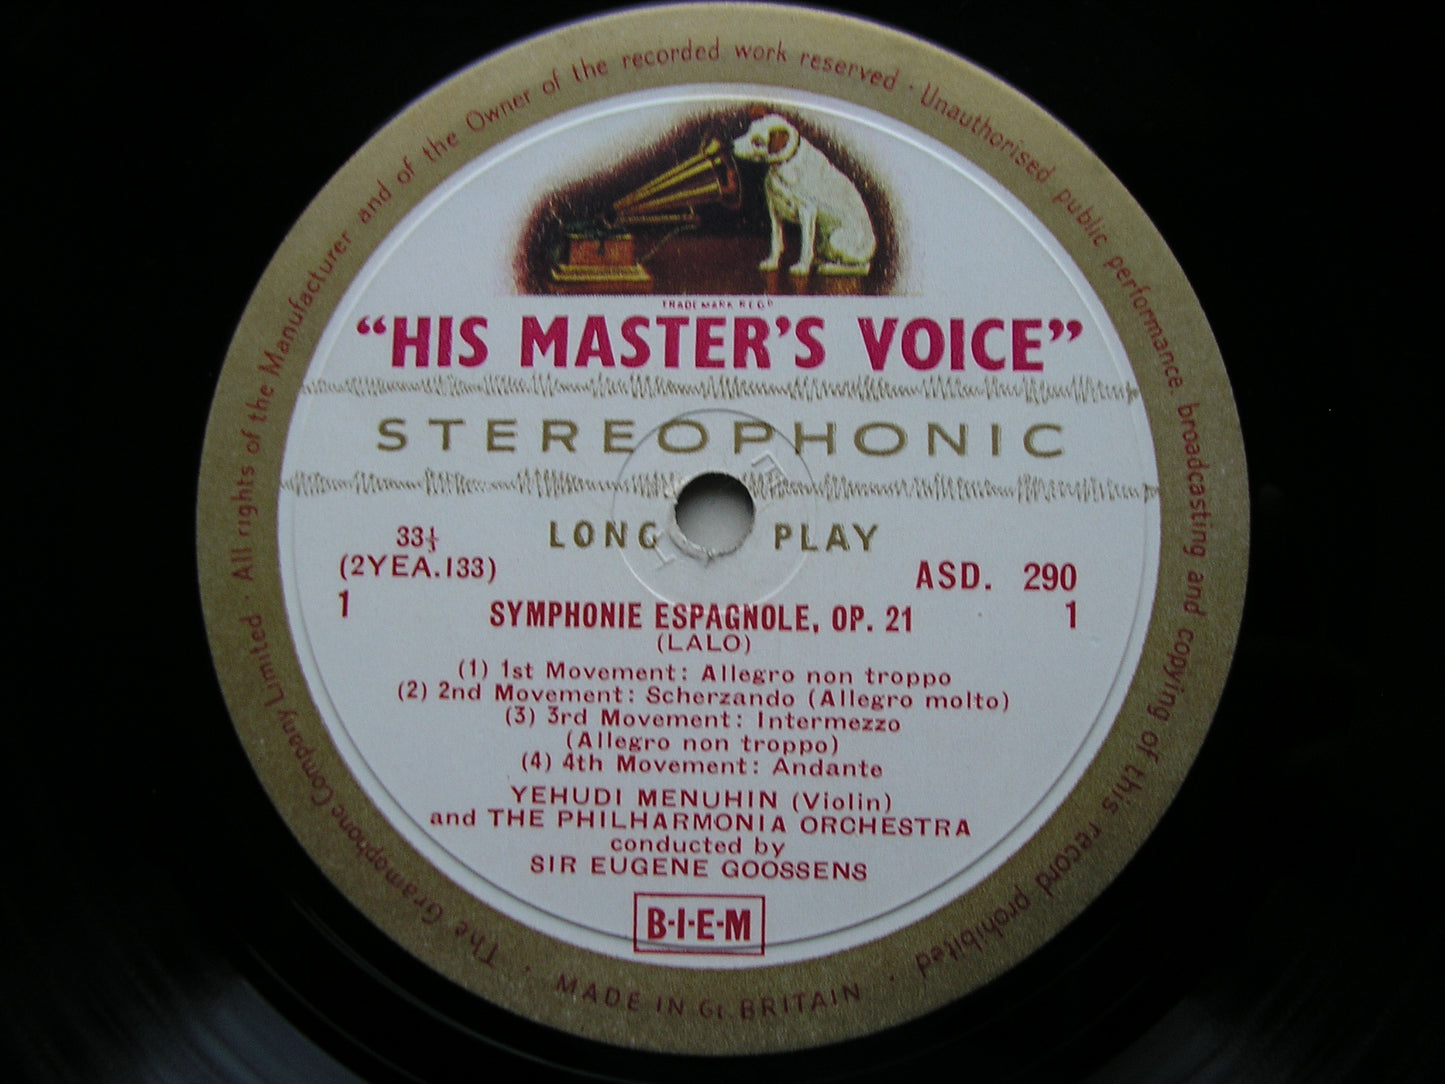 The Gramophone Company Limited · All rights of the Manufacturer and of the Owner of the recorded work reserved · Unauthorised public performance broadcasting and copying of this record prohibited ·
TRADE MARK REGD
“HIS MASTER'S VOICE”
STEREOPHONIC
LONG PLAY
33⅓
(2YEA.133)
ASD. 290
1
1
SYMPHONIE ESPAGNOLE, OP. 21
(LALO)
(1) 1st Movement: Allegro non troppo
(2) 2nd Movement: Scherzando (Allegro molto)
(3) 3rd Movement: Intermezzo
(Allegro non troppo)
(4) 4th Movement: Andante
YEHUDI MENUHIN (Violin)
and THE PHILHARMONIA ORCHESTRA
conducted by
SIR EUGENE GOOSSENS
B·I·E·M
MADE IN Gt. BRITAIN